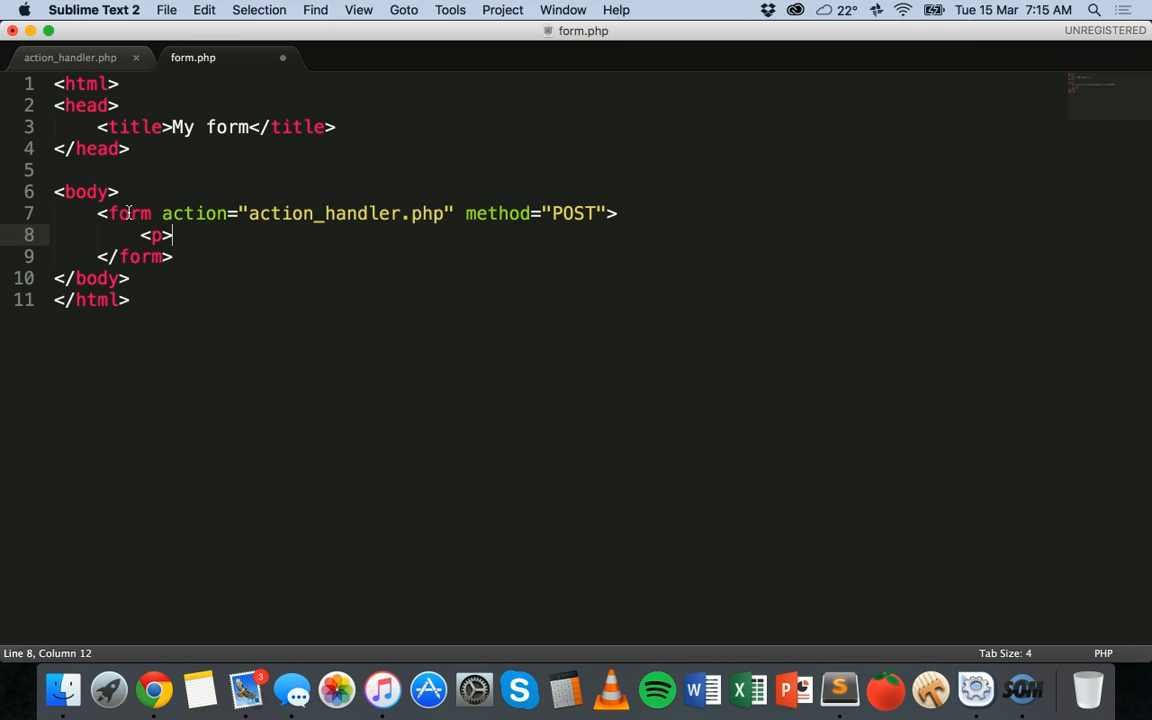 Sublime Text 2 File Edit Selection Find View Goto Tools Project Window Help 22° Tue 15 Mar 7:15 AM
form.php UNREGISTERED
action_handler.php × form.php
1 <html>
2 <head>
3 <title>My form</title>
4 </head>
5
6 <body>
7 <form action="action_handler.php" method="POST">
8 <p>
9 </form>
10 </body>
11 </html>
Line 8, Column 12 Tab Size: 4 PHP
3
W X P S SOM